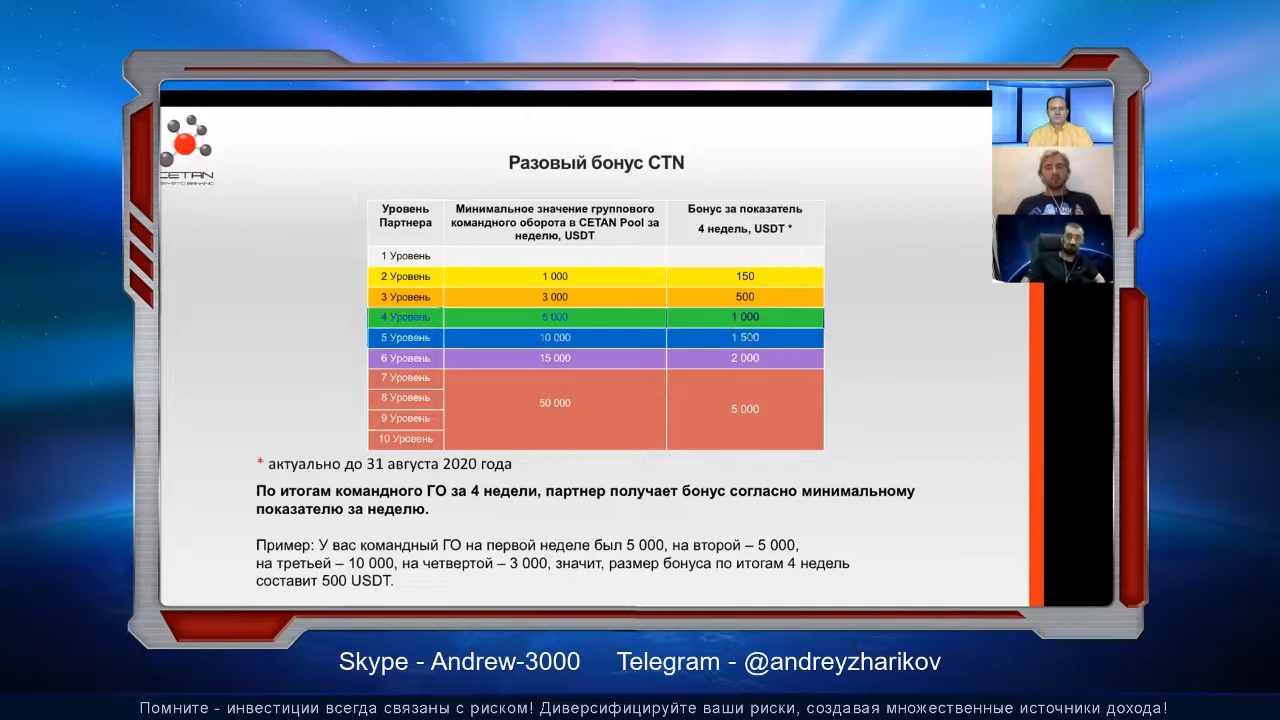 CETAN
CRYPTO BANKING
Разовый бонус CTN
Уровень Партнера | Минимальное значение группового командного оборота в CETAN Pool за неделю, USDT | Бонус за показатель 4 недель, USDT *
1 Уровень
2 Уровень 1 000 150
3 Уровень 3 000 500
4 Уровень 5 000 1 000
5 Уровень 10 000 1 500
6 Уровень 15 000 2 000
7 Уровень
8 Уровень 50 000 5 000
9 Уровень
10 Уровень
* актуально до 31 августа 2020 года
По итогам командного ГО за 4 недели, партнер получает бонус согласно минимальному
показателю за неделю.
Пример: У вас командный ГО на первой неделе был 5 000, на второй – 5 000,
на третьей – 10 000, на четвертой – 3 000, значит, размер бонуса по итогам 4 недель
составит 500 USDT.
Skype - Andrew-3000 Telegram - @andreyzharikov
Помните - инвестиции всегда связаны с риском! Диверсифицируйте ваши риски, создавая множественные источники дохода!